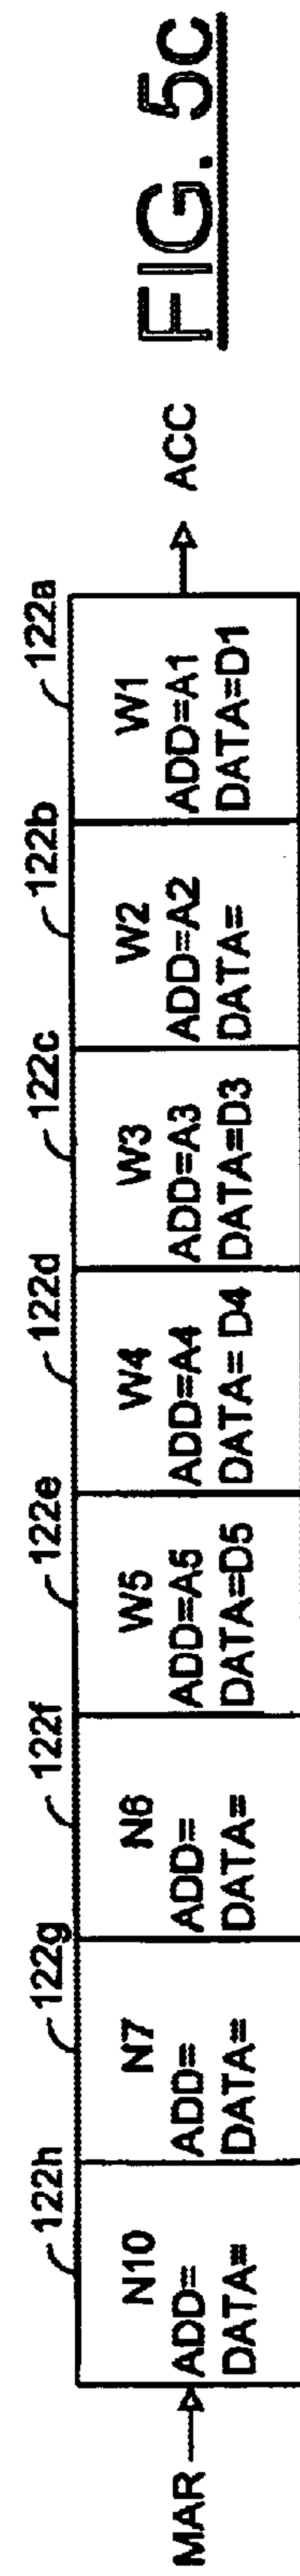 122h 122g 122f 122e 122d 122c 122b 122a
MAR
N10
ADD=
DATA=
N7
ADD=
DATA=
N6
ADD=
DATA=
W5
ADD=A5
DATA=D5
W4
ADD=A4
DATA= D4
W3
ADD=A3
DATA=D3
W2
ADD=A2
DATA=
W1
ADD=A1
DATA=D1
ACC
FIG. 5c